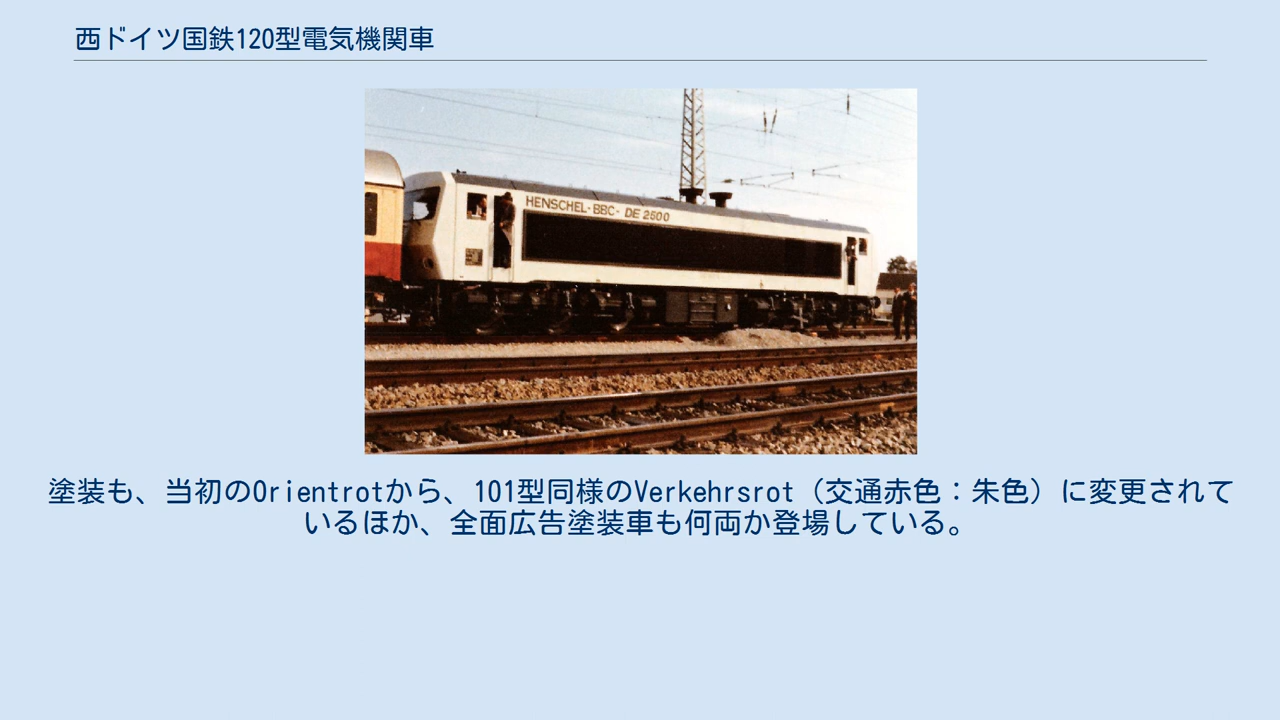 西ドイツ国鉄120型電気機関車
HENSCHEL-BBC-DE 2500
塗装も、当初のOrientrotから、101型同様のVerkehrsrot（交通赤色：朱色）に変更されて
いるほか、全面広告塗装車も何両か登場している。